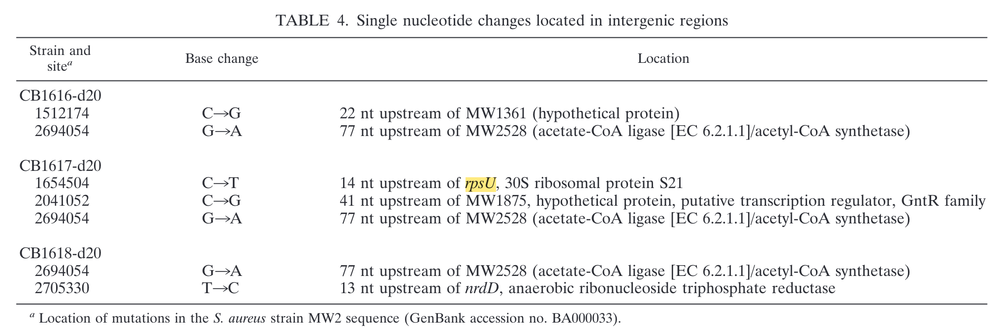 TABLE 4. Single nucleotide changes located in intergenic regions
Strand and siteᵃ Base change Location
CB1616-d20
1512174 C→G 22 nt upstream of MW1361 (hypothetical protein)
2694054 G→A 77 nt upstream of MW2528 (acetate-CoA ligase [EC 6.2.1.1]/acetyl-CoA synthetase)
CB1617-d20
1654504 C→T 14 nt upstream of rpsU, 30S ribosomal protein S21
2041052 C→G 41 nt upstream of MW1875, hypothetical protein, putative transcription regulator, GntR family
2694054 G→A 77 nt upstream of MW2528 (acetate-CoA ligase [EC 6.2.1.1]/acetyl-CoA synthetase)
CB1618-d20
2694054 G→A 77 nt upstream of MW2528 (acetate-CoA ligase [EC 6.2.1.1]/acetyl-CoA synthetase)
2705330 T→C 13 nt upstream of nrdD, anaerobic ribonucleoside triphosphate reductase
ᵃ Location of mutations in the S. aureus strain MW2 sequence (GenBank accession no. BA000033).